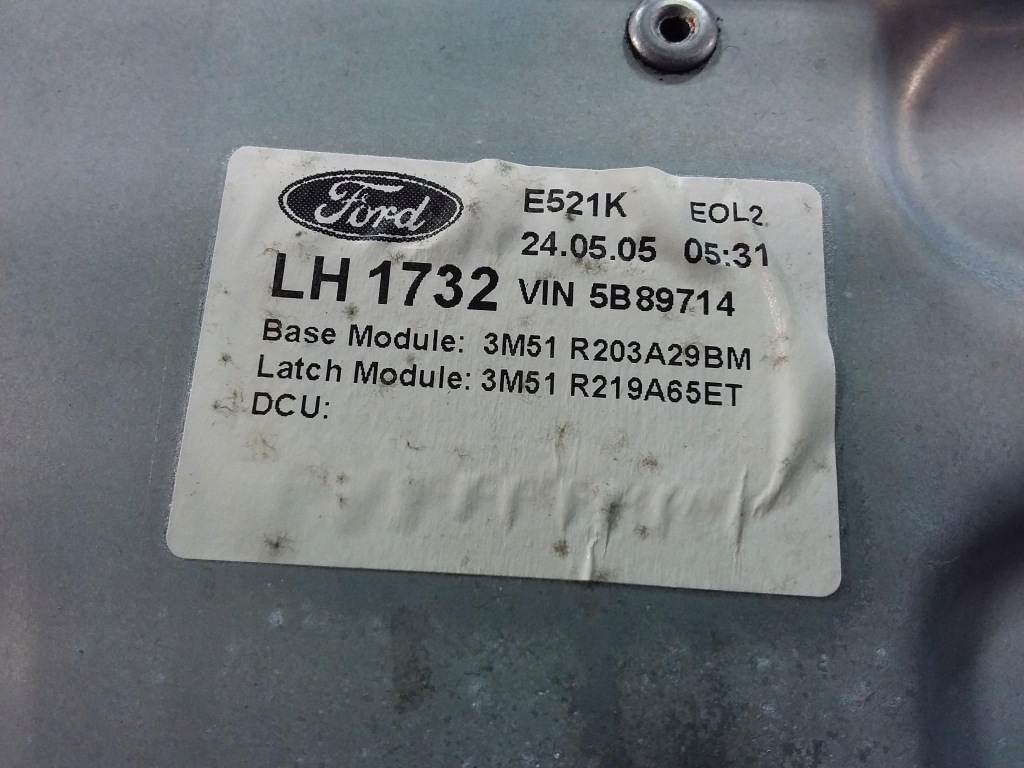 Ford E521K EOL2
24.05.05 05:31
LH 1732 VIN 5B89714
Base Module: 3M51 R203A29BM
Latch Module: 3M51 R219A65ET
DCU: